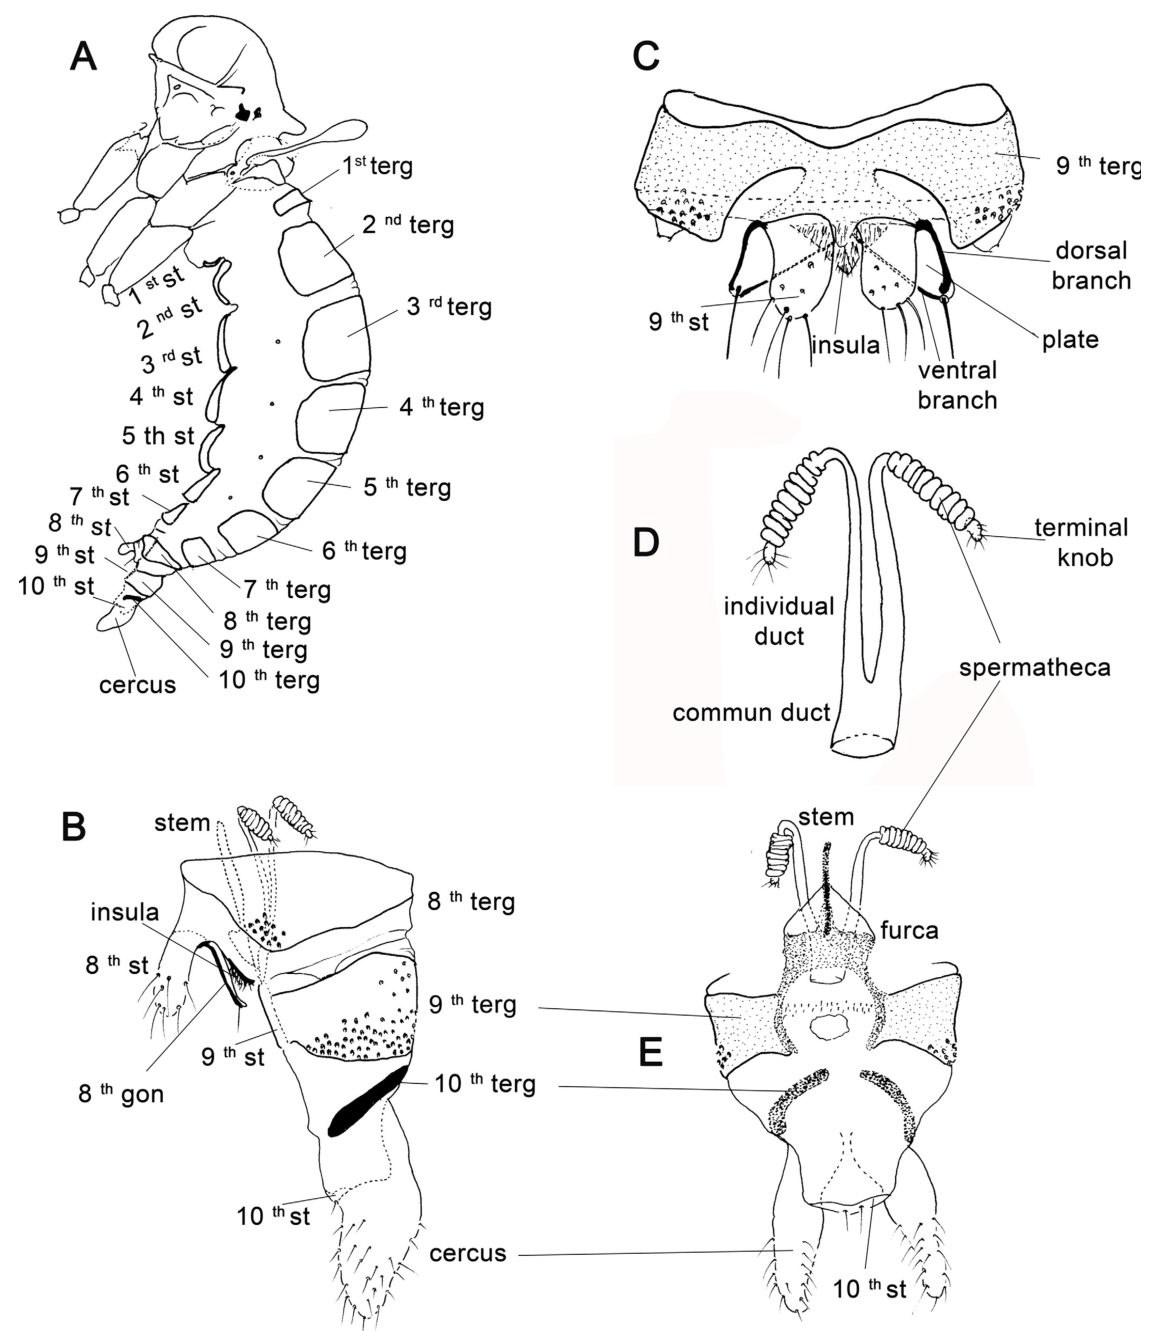 A
1st terg
2 nd terg
3 rd terg
4 th terg
5 th terg
6 th terg
7 th terg
8 th terg
9 th terg
10 th terg
1 st st
2 nd st
3 rd st
4 th st
5 th st
6 th st
7 th st
8 th st
9 th st
10 th st
cercus
C
9 th terg
dorsal
branch
plate
ventral
branch
insula
9 th st
D
terminal
knob
individual
duct
spermatheca
commun duct
B
stem
8 th terg
insula
8 th st
9 th terg
9 th st
8 th gon
10 th terg
10 th st
cercus
E
stem
furca
10 th st